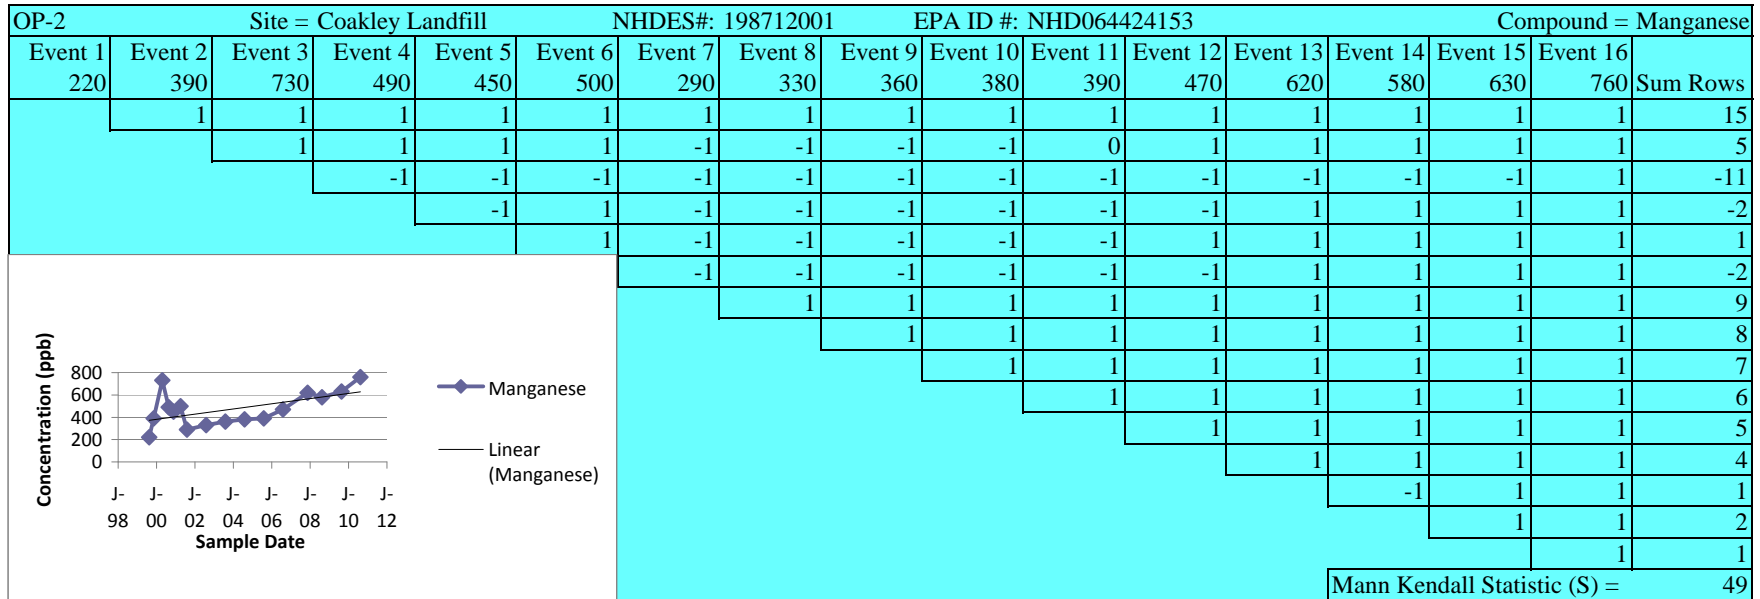 OP-2 Site = Coakley Landfill NHDES#: 198712001 EPA ID #: NHD064424153 Compound = Manganese
Event 1 Event 2 Event 3 Event 4 Event 5 Event 6 Event 7 Event 8 Event 9 Event 10 Event 11 Event 12 Event 13 Event 14 Event 15 Event 16
220 390 730 490 450 500 290 330 360 380 390 470 620 580 630 760 Sum Rows
1 1 1 1 1 1 1 1 1 1 1 1 1 1 1 15
1 1 1 1 -1 -1 -1 -1 0 1 1 1 1 1 5
-1 -1 -1 -1 -1 -1 -1 -1 -1 -1 -1 -1 1 -11
-1 1 -1 -1 -1 -1 -1 -1 1 1 1 1 -2
1 -1 -1 -1 -1 -1 1 1 1 1 1 1
-1 -1 -1 -1 -1 -1 1 1 1 1 -2
1 1 1 1 1 1 1 1 1 9
1 1 1 1 1 1 1 1 8
1 1 1 1 1 1 1 7
1 1 1 1 1 1 6
1 1 1 1 1 5
1 1 1 1 4
-1 1 1 1
1 1 2
1 1
Mann Kendall Statistic (S) = 49
Concentration (ppb)
800
600
400
200
0
J- J- J- J- J- J- J- J-
98 00 02 04 06 08 10 12
Sample Date
Manganese
Linear
(Manganese)